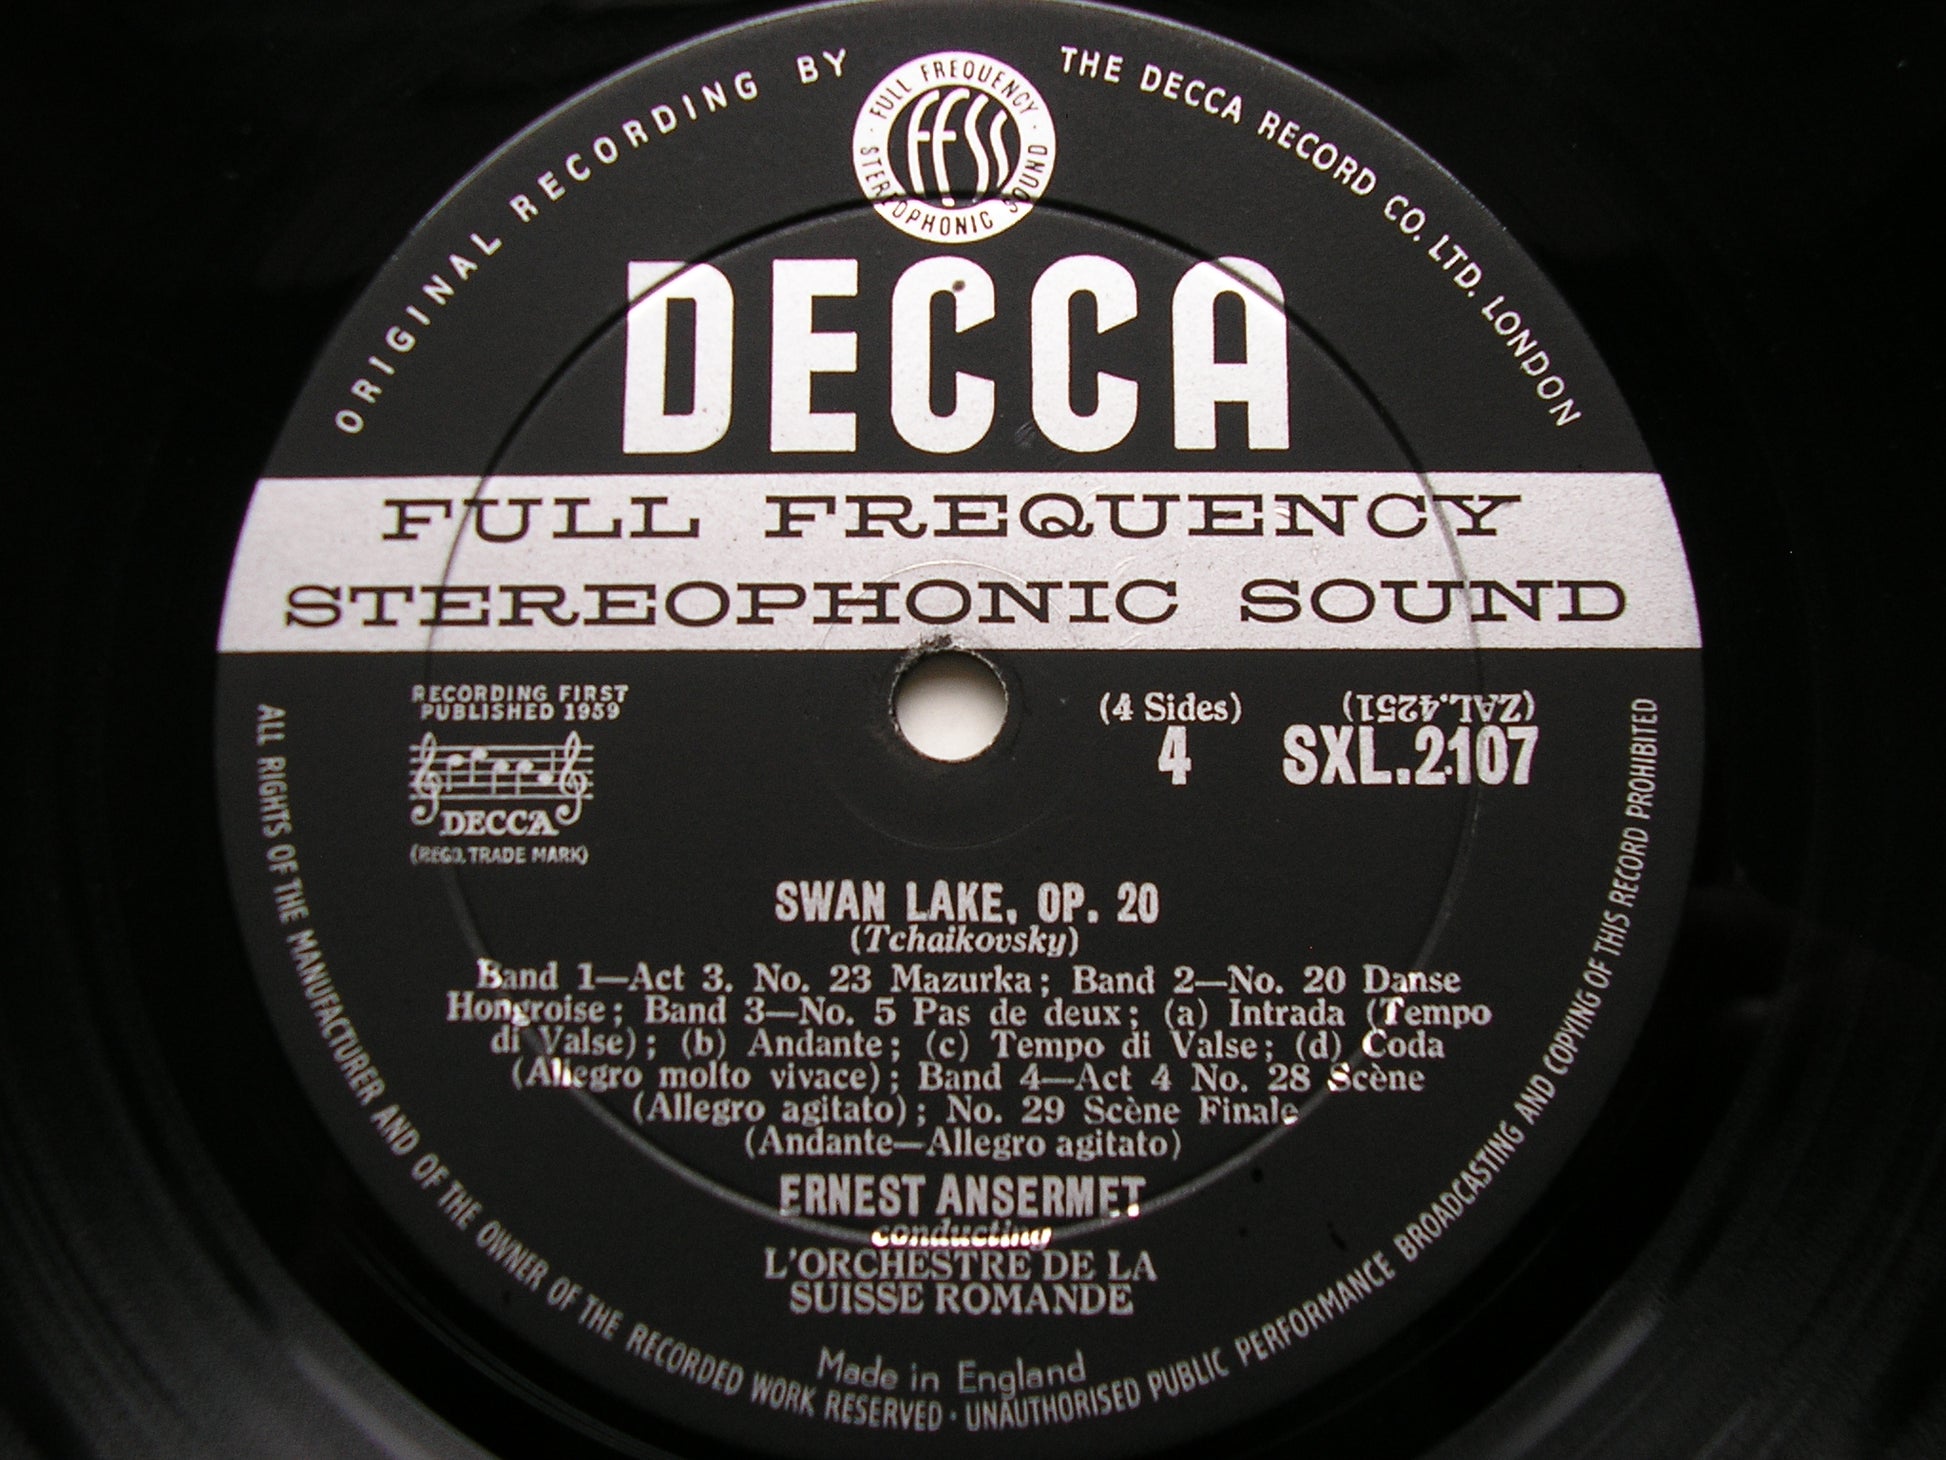 ORIGINAL RECORDING BY THE DECCA RECORD CO. LTD. LONDON
FULL FREQUENCY
ffss
STEREOPHONIC SOUND
DECCA
FULL FREQUENCY
STEREOPHONIC SOUND
RECORDING FIRST
PUBLISHED 1959
DECCA
(REGD. TRADE MARK)
(4 Sides)
4
(ZAL.4251)
SXL.2107
SWAN LAKE, OP. 20
(Tchaikovsky)
Band 1—Act 3. No. 23 Mazurka; Band 2—No. 20 Danse
Hongroise; Band 3—No. 5 Pas de deux; (a) Intrada (Tempo
di Valse); (b) Andante; (c) Tempo di Valse; (d) Coda
(Allegro molto vivace); Band 4—Act 4 No. 28 Scène
(Allegro agitato); No. 29 Scène Finale
(Andante—Allegro agitato)
ERNEST ANSERMET
conducting
L'ORCHESTRE DE LA
SUISSE ROMANDE
Made in England
ALL RIGHTS OF THE MANUFACTURER AND OF THE OWNER OF THE RECORDED WORK RESERVED · UNAUTHORISED PUBLIC PERFORMANCE BROADCASTING AND COPYING OF THIS RECORD PROHIBITED